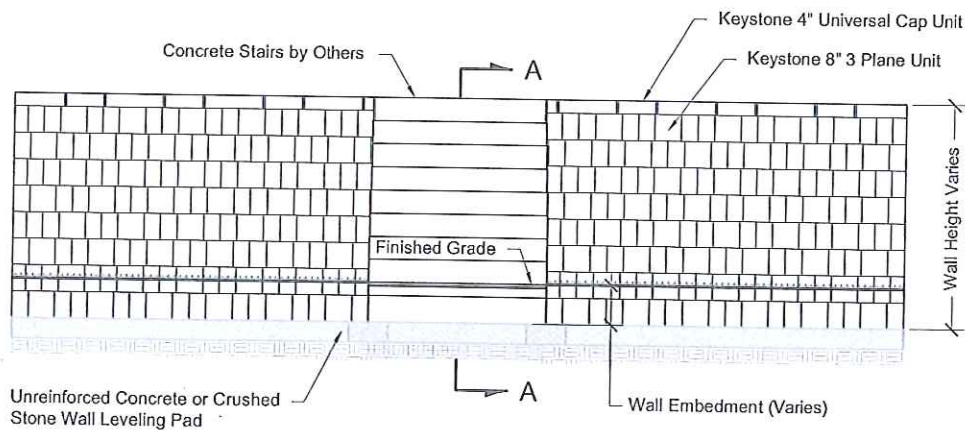 Keystone 4" Universal Cap Unit
Concrete Stairs by Others
A
Keystone 8" 3 Plane Unit
Wall Height Varies
Finished Grade
A
Unreinforced Concrete or Crushed
Stone Wall Leveling Pad
Wall Embedment (Varies)